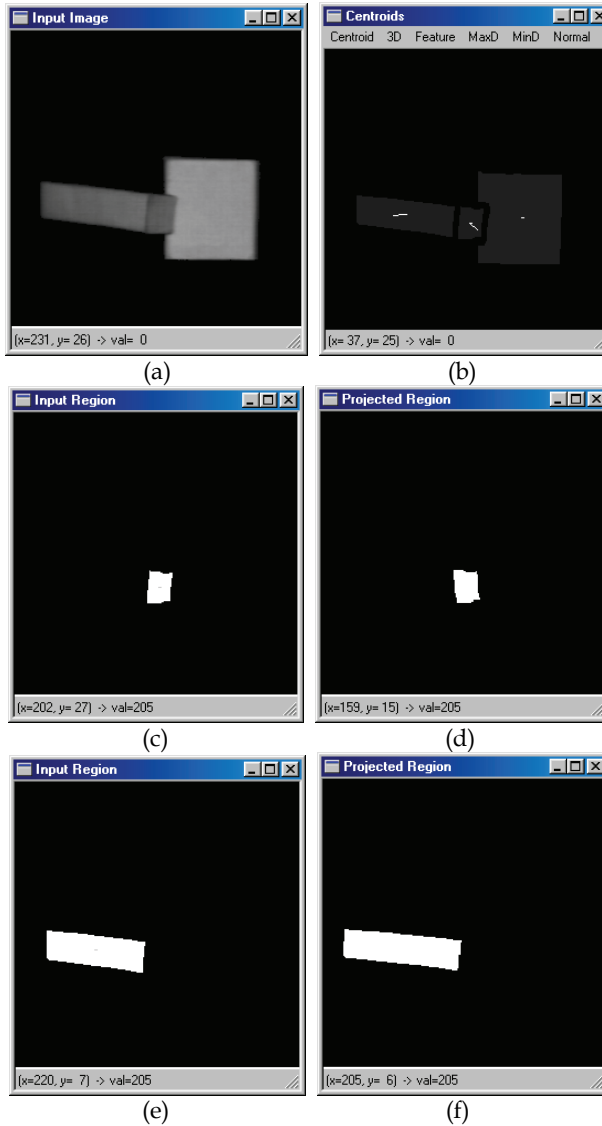 Input Image
Centroids
Centroid 3D Feature MaxD MinD Normal
(x=231, y= 26) -> val= 0
(x= 37, y= 25) -> val= 0
(a)
(b)
Input Region
Projected Region
(x=202, y= 27) -> val=205
(x=159, y= 15) -> val=205
(c)
(d)
Input Region
Projected Region
(x=220, y= 7) -> val=205
(x=205, y= 6) -> val=205
(e)
(f)